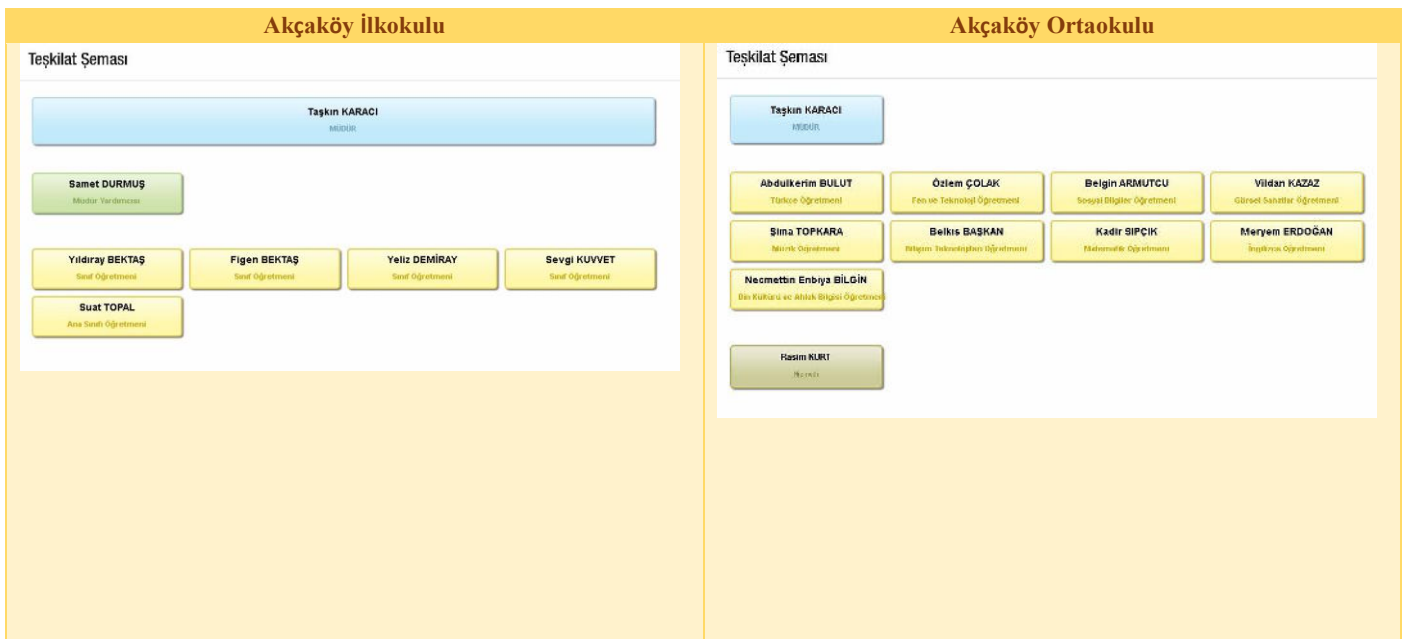 Akçaköy İlkokulu
Teşkilat Şeması
Taşkın KARACI
MÜDÜR
Samet DURMUŞ
Müdür Yardımcısı
Yıldıray BEKTAŞ
Sınıf Öğretmeni
Figen BEKTAŞ
Sınıf Öğretmeni
Yeliz DEMİRAY
Sınıf Öğretmeni
Sevgi KUVVET
Sınıf Öğretmeni
Suat TOPAL
Ana Sınıfı Öğretmeni
Akçaköy Ortaokulu
Teşkilat Şeması
Taşkın KARACI
MÜDÜR
Abdulkerim BULUT
Türkçe Öğretmeni
Özlem ÇOLAK
Fen ve Teknoloji Öğretmeni
Belgin ARMUTCU
Sosyal Bilgiler Öğretmeni
Vildan KAZAZ
Görsel Sanatlar Öğretmeni
Şima TOPKARA
Müzik Öğretmeni
Belkıs BAŞKAN
Bilişim Teknolojileri Öğretmeni
Kadir SIPÇIK
Matematik Öğretmeni
Meryem ERDOĞAN
İngilizce Öğretmeni
Necmettin Enbiya BİLGİN
Din Kültürü ve Ahlak Bilgisi Öğretmeni
Rasim KURT